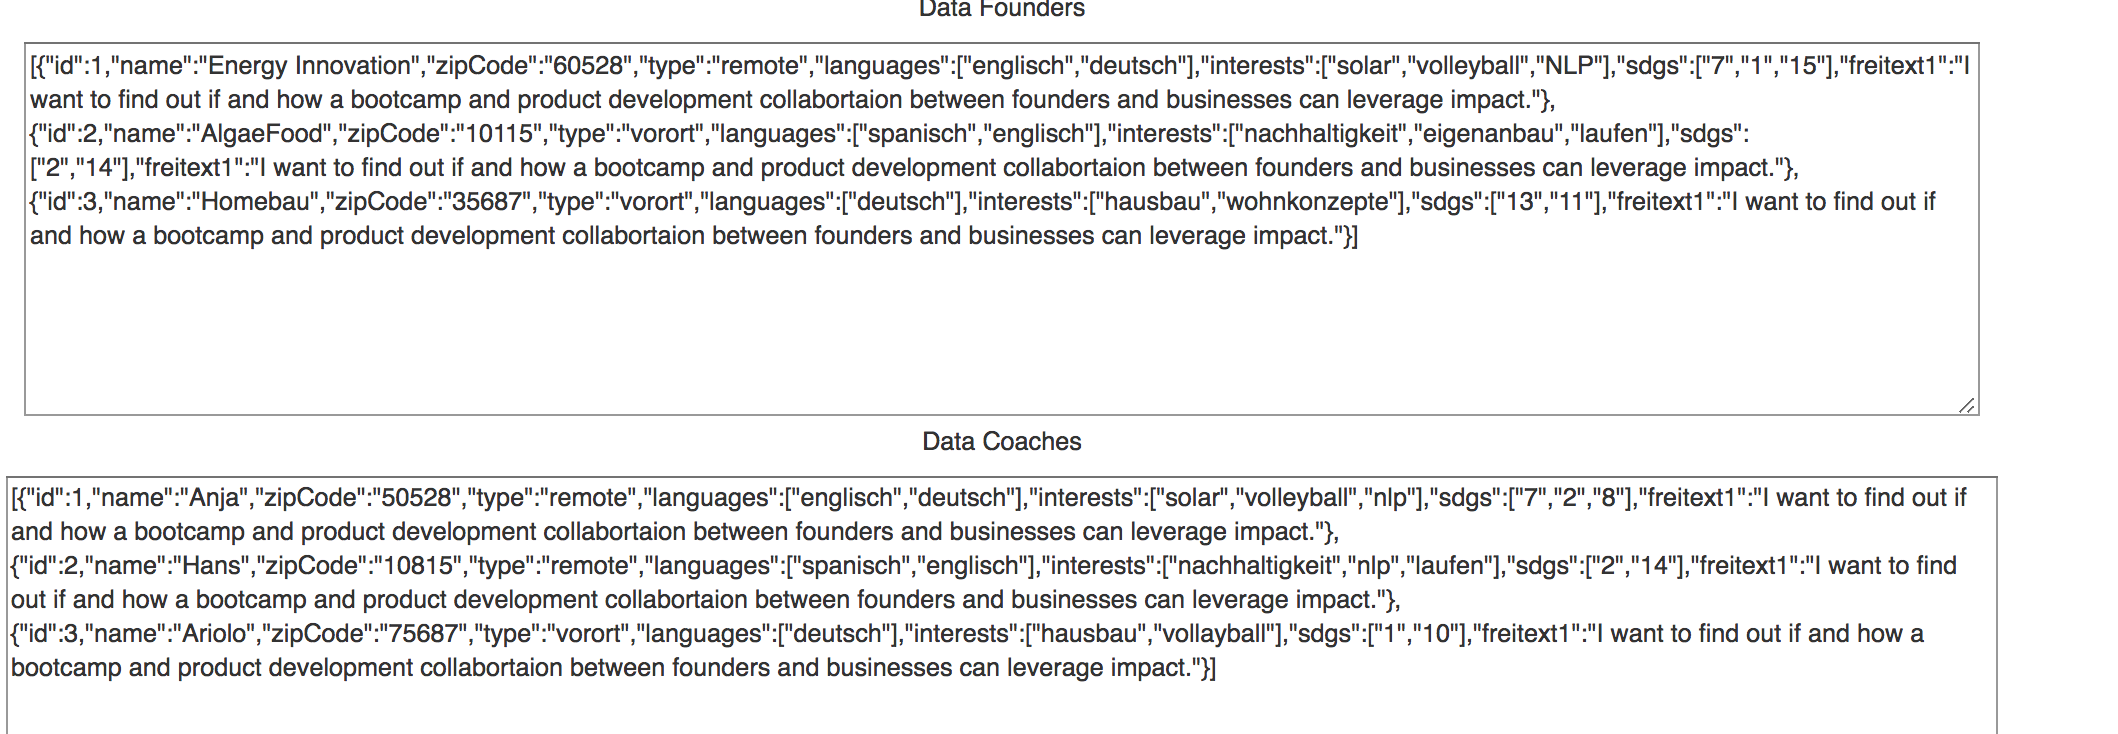 Data Founders
[{"id":1,"name":"Energy Innovation","zipCode":"60528","type":"remote","languages":["englisch","deutsch"],"interests":["solar","volleyball","NLP"],"sdgs":["7","1","15"],"freitext1":"I
want to find out if and how a bootcamp and product development collabortaion between founders and businesses can leverage impact."},
{"id":2,"name":"AlgaeFood","zipCode":"10115","type":"vorort","languages":["spanisch","englisch"],"interests":["nachhaltigkeit","eigenanbau","laufen"],"sdgs":
["2","14"],"freitext1":"I want to find out if and how a bootcamp and product development collabortaion between founders and businesses can leverage impact."},
{"id":3,"name":"Homebau","zipCode":"35687","type":"vorort","languages":["deutsch"],"interests":["hausbau","wohnkonzepte"],"sdgs":["13","11"],"freitext1":"I want to find out if
and how a bootcamp and product development collabortaion between founders and businesses can leverage impact."}]
Data Coaches
[{"id":1,"name":"Anja","zipCode":"50528","type":"remote","languages":["englisch","deutsch"],"interests":["solar","volleyball","nlp"],"sdgs":["7","2","8"],"freitext1":"I want to find out if
and how a bootcamp and product development collabortaion between founders and businesses can leverage impact."},
{"id":2,"name":"Hans","zipCode":"10815","type":"remote","languages":["spanisch","englisch"],"interests":["nachhaltigkeit","nlp","laufen"],"sdgs":["2","14"],"freitext1":"I want to find
out if and how a bootcamp and product development collabortaion between founders and businesses can leverage impact."},
{"id":3,"name":"Ariolo","zipCode":"75687","type":"vorort","languages":["deutsch"],"interests":["hausbau","vollayball"],"sdgs":["1","10"],"freitext1":"I want to find out if and how a
bootcamp and product development collabortaion between founders and businesses can leverage impact."}]